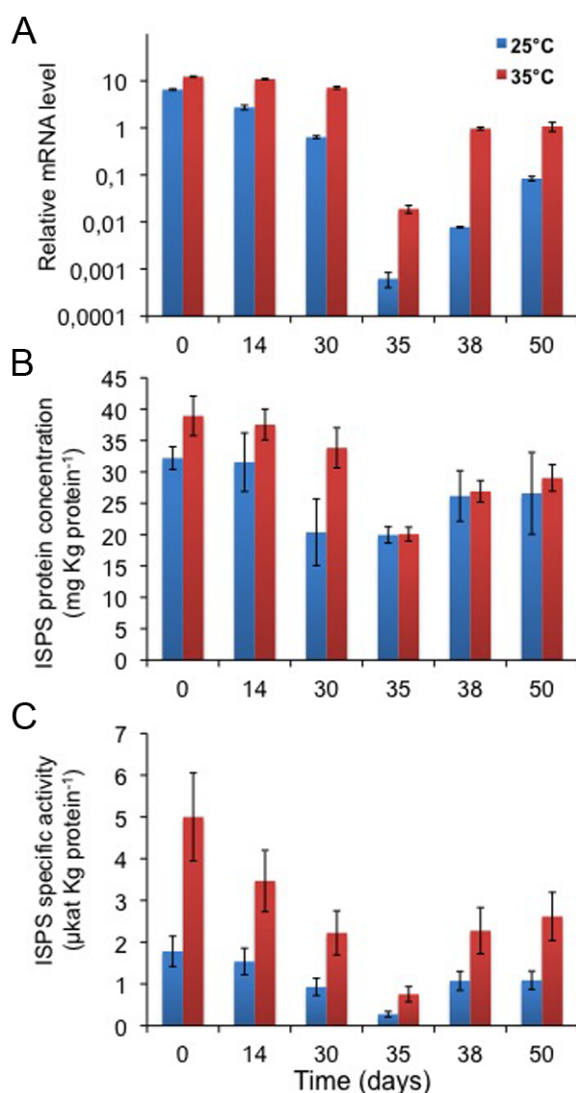 A
25°C
35°C
Relative mRNA level
10
1
0,1
0,01
0,001
0,0001
0 14 30 35 38 50
B
ISPS protein concentration
(mg Kg protein⁻¹)
45
40
35
30
25
20
15
10
5
0
0 14 30 35 38 50
C
ISPS specific activity
(µkat Kg protein⁻¹)
7
6
5
4
3
2
1
0
0 14 30 35 38 50
Time (days)